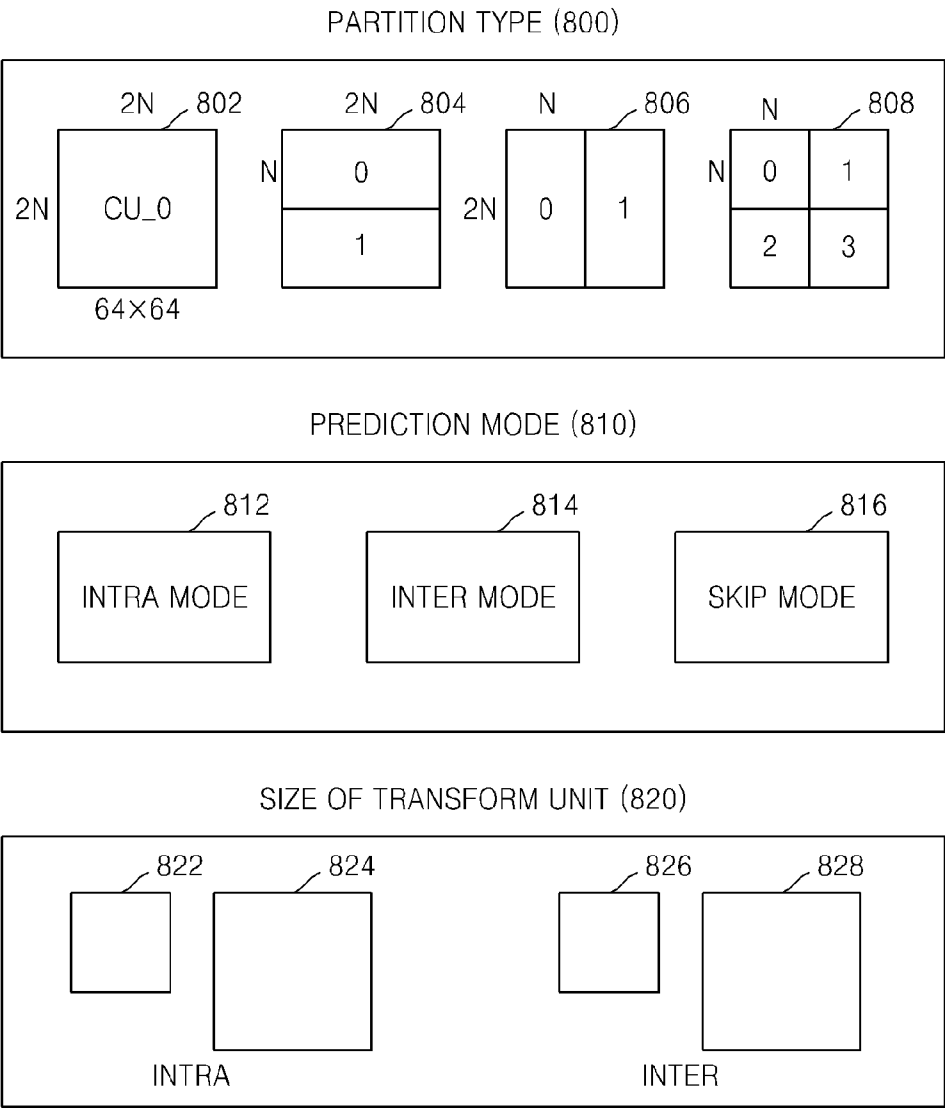 PARTITION TYPE (800)
2N 802 2N 804 N 806 N 808
2N CU_0 N 0 2N 0 1 N 0 1
1 2 3
64×64
PREDICTION MODE (810)
812 814 816
INTRA MODE INTER MODE SKIP MODE
SIZE OF TRANSFORM UNIT (820)
822 824 826 828
INTRA INTER